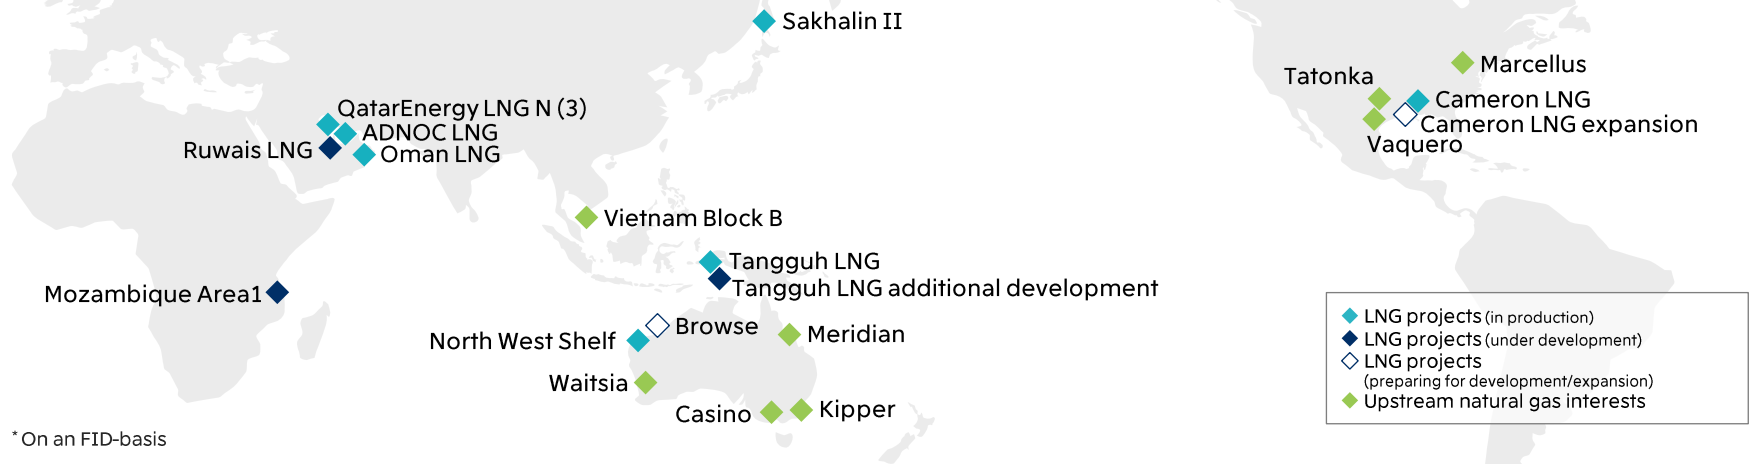 Sakhalin II
Marcellus
Tatonka
Cameron LNG
Cameron LNG expansion
Vaquero
QatarEnergy LNG N (3)
ADNOC LNG
Ruwais LNG
Oman LNG
Vietnam Block B
Tangguh LNG
Tangguh LNG additional development
Mozambique Area1
Browse
North West Shelf
Meridian
Waitsia
Casino
Kipper
LNG projects (in production)
LNG projects (under development)
LNG projects
(preparing for development/expansion)
Upstream natural gas interests
* On an FID-basis